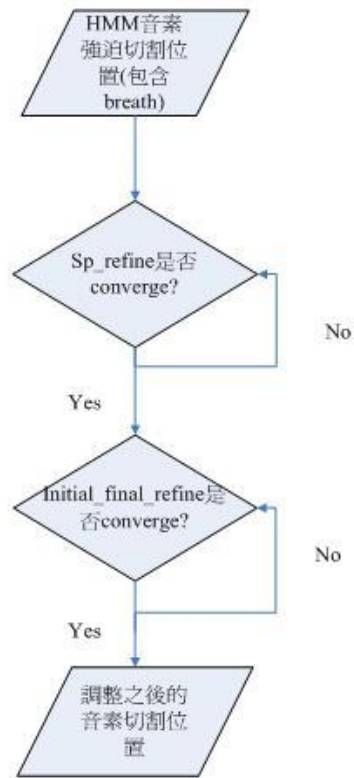 HMM音素
強迫切割位
置(包含
breath)
Sp_refine是否
converge?
No
Yes
Initial_final_refine是
否converge?
No
Yes
調整之後的
音素切割位
置